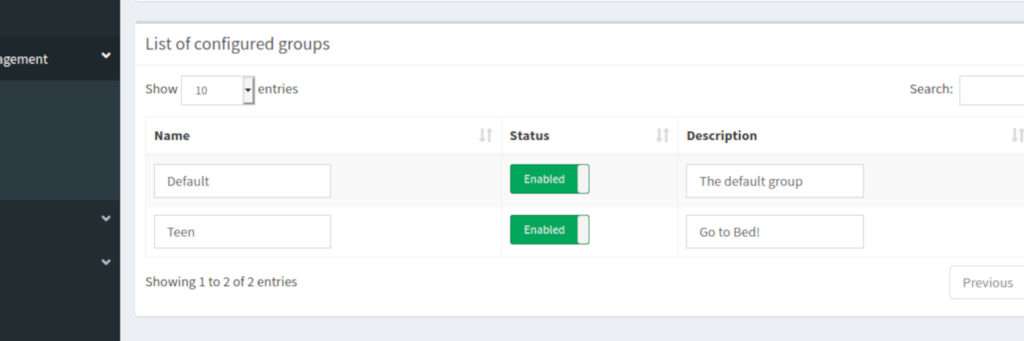 List of configured groups
agement
Show 10 entries Search:
Name Status Description
Default Enabled The default group
Teen Enabled Go to Bed!
Showing 1 to 2 of 2 entries
Previous